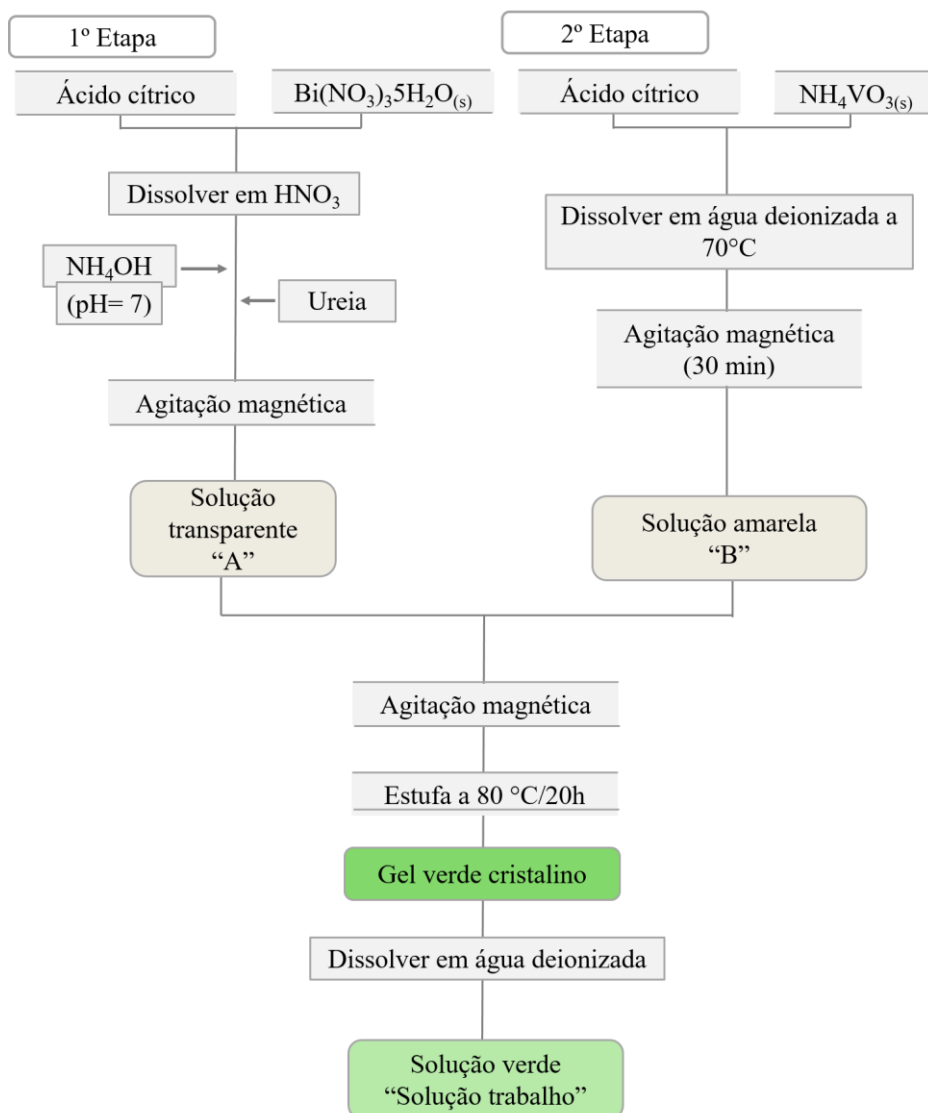 1º Etapa
Ácido cítrico
Bi(NO₃)₃5H₂O₍ₛ₎
Dissolver em HNO₃
NH₄OH
(pH= 7)
Ureia
Agitação magnética
Solução
transparente
“A”
2º Etapa
Ácido cítrico
NH₄VO₃₍ₛ₎
Dissolver em água deionizada a
70°C
Agitação magnética
(30 min)
Solução amarela
“B”
Agitação magnética
Estufa a 80 °C/20h
Gel verde cristalino
Dissolver em água deionizada
Solução verde
“Solução trabalho”